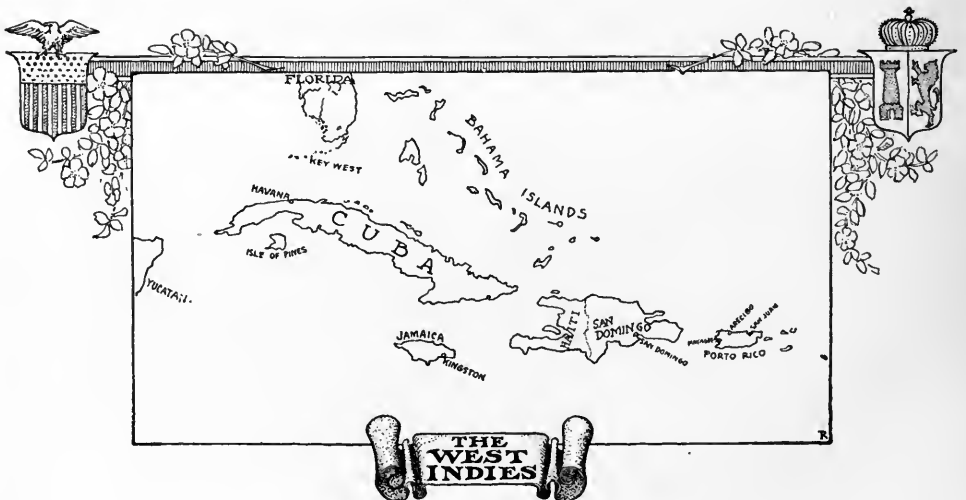 FLORIDA
BAHAMA
ISLANDS
KEY WEST
HAVANA
CUBA
ISLE OF PINES
HAITI
SAN
DOMINGO
SAN DOMINGO
ARECIBO
SAN JUAN
PORTO RICO
JAMAICA
KINGSTON
R
THE
WEST
INDIES